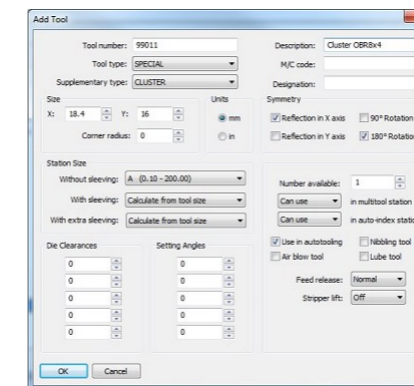 Add Tool
Tool number: 99011
Description: Cluster OBR8x4
Tool type: SPECIAL
M/C code:
Supplementary type: CLUSTER
Designation:
Size
Units
Symmetry
X: 18.4 Y: 16
mm
Reflection in X axis
90° Rotation
Corner radius: 0
in
Reflection in Y axis
180° Rotation
Station Size
Without sleeving: A (0.10 - 200.00)
Number available: 1
With sleeving: Calculate from tool size
Can use in multitool station
With extra sleeving: Calculate from tool size
Can use in auto-index static
Die Clearances
Setting Angles
Use in autotooling
Nibbling tool
Air blow tool
Lube tool
0 0
0 0
Feed release: Normal
0 0
Stripper lift: Off
0 0
0 0
OK Cancel